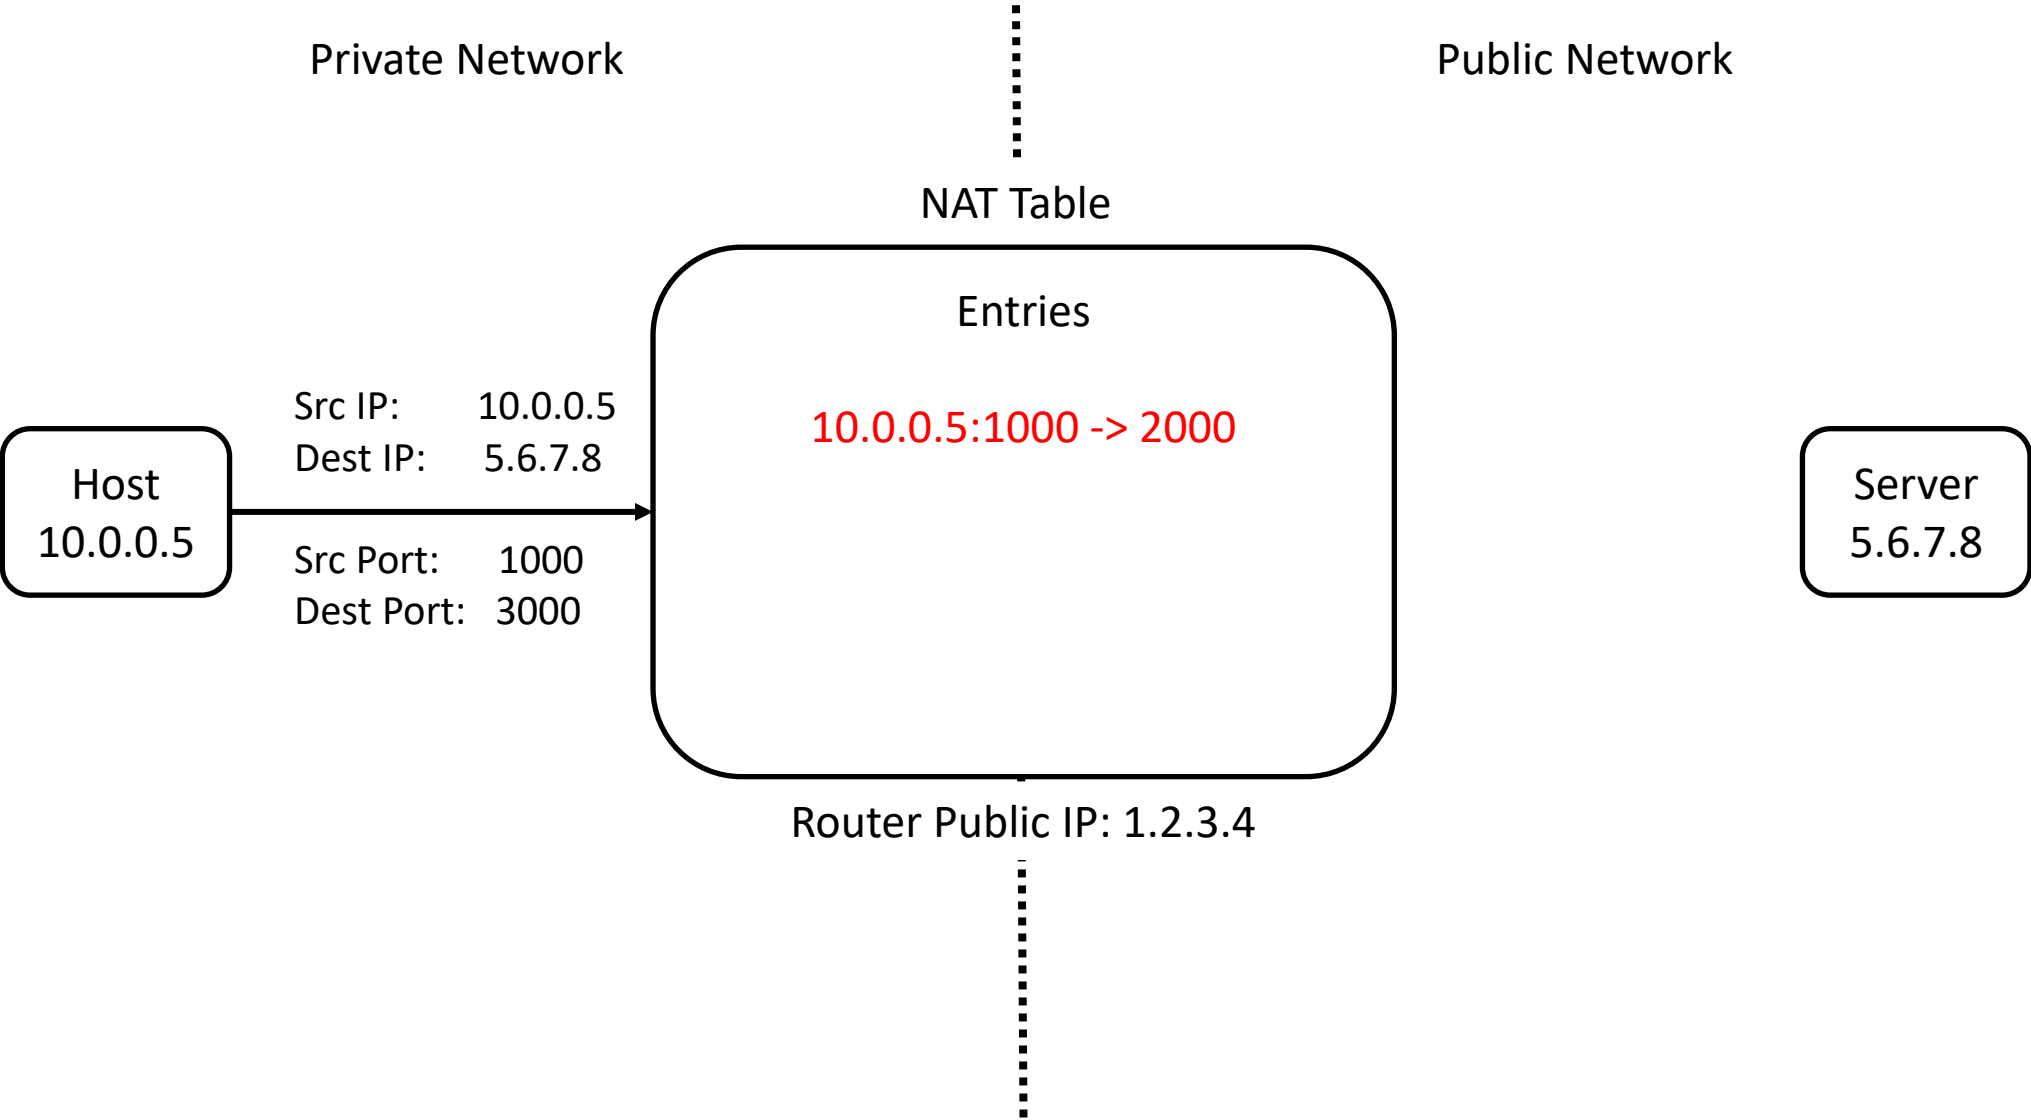 Private Network
Public Network
NAT Table
Entries
10.0.0.5:1000 -> 2000
Src IP: 10.0.0.5
Dest IP: 5.6.7.8
Host
10.0.0.5
Src Port: 1000
Dest Port: 3000
Server
5.6.7.8
Router Public IP: 1.2.3.4